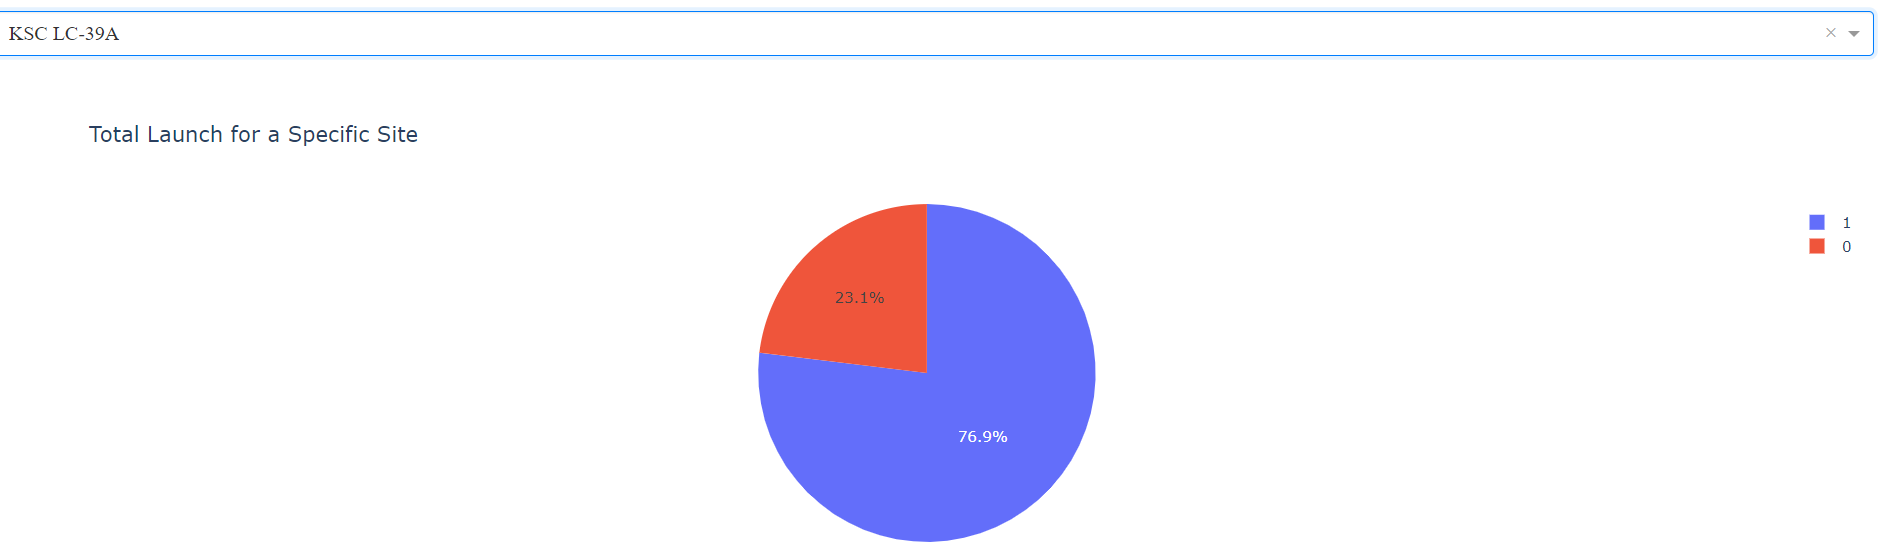 KSC LC-39A
Total Launch for a Specific Site
1
0
23.1%
76.9%